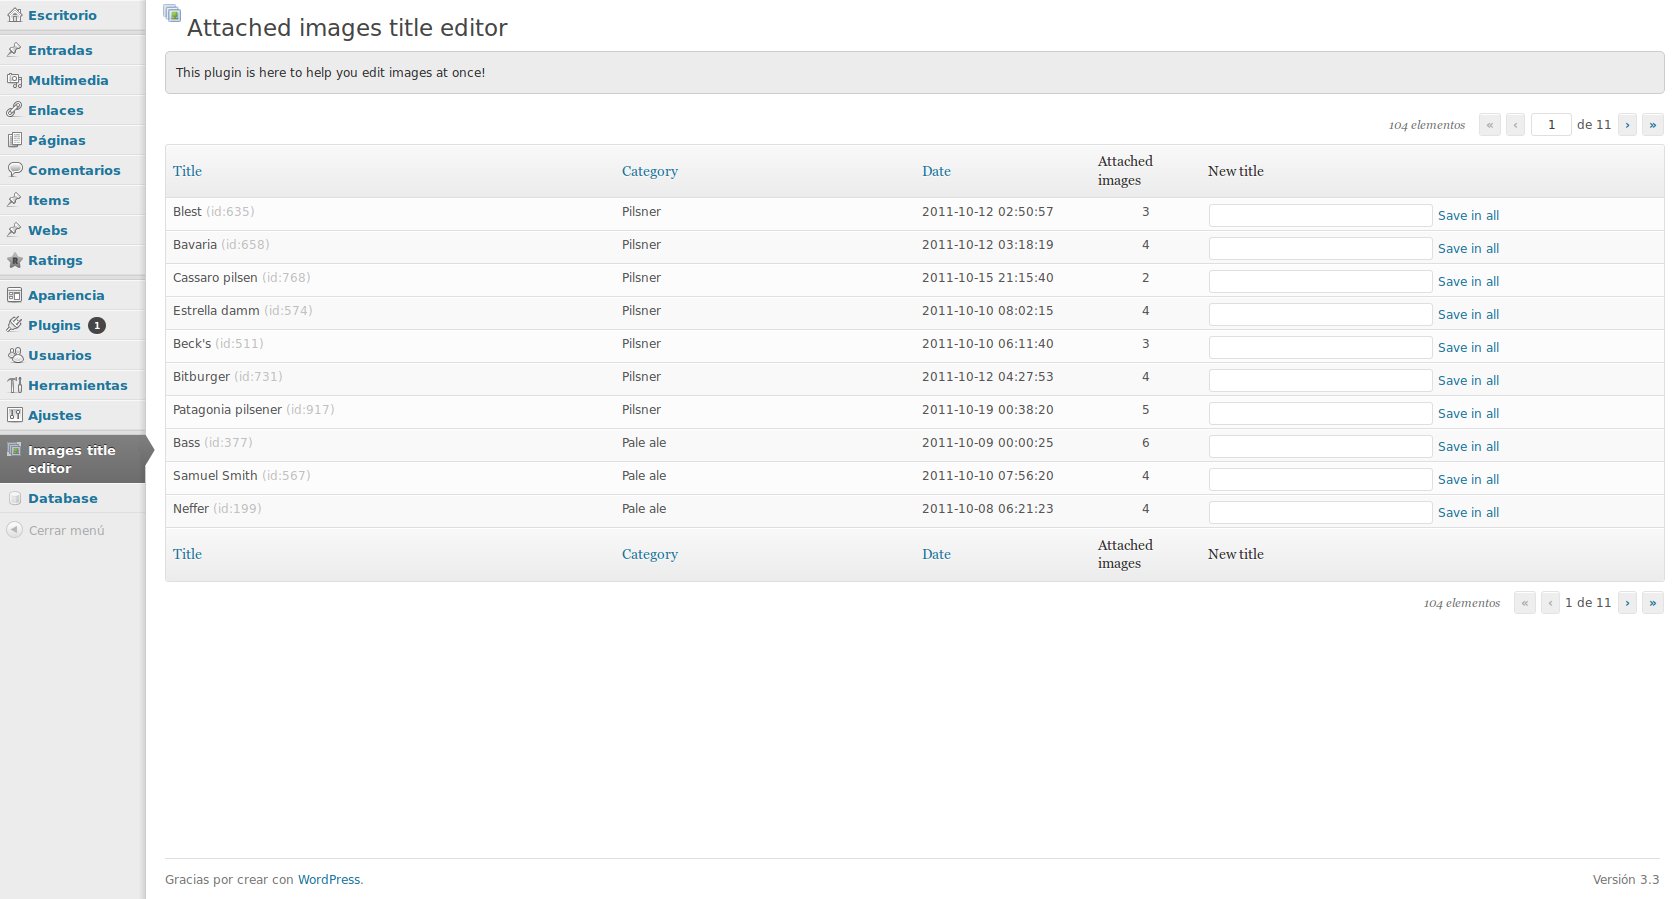 Escritorio
Entradas
Multimedia
Enlaces
Páginas
Comentarios
Items
Webs
Ratings
Apariencia
Plugins 1
Usuarios
Herramientas
Ajustes
Images title
editor
Database
Cerrar menú
Attached images title editor
This plugin is here to help you edit images at once!
104 elementos « ‹ 1 de 11 › »
Title Category Date Attached images New title
Blest (id:635) Pilsner 2011-10-12 02:50:57 3 Save in all
Bavaria (id:658) Pilsner 2011-10-12 03:18:19 4 Save in all
Cassaro pilsen (id:768) Pilsner 2011-10-15 21:15:40 2 Save in all
Estrella damm (id:574) Pilsner 2011-10-10 08:02:15 4 Save in all
Beck's (id:511) Pilsner 2011-10-10 06:11:40 3 Save in all
Bitburger (id:731) Pilsner 2011-10-12 04:27:53 4 Save in all
Patagonia pilsener (id:917) Pilsner 2011-10-19 00:38:20 5 Save in all
Bass (id:377) Pale ale 2011-10-09 00:00:25 6 Save in all
Samuel Smith (id:567) Pale ale 2011-10-10 07:56:20 4 Save in all
Neffer (id:199) Pale ale 2011-10-08 06:21:23 4 Save in all
Title Category Date Attached images New title
104 elementos « ‹ 1 de 11 › »
Gracias por crear con WordPress. Versión 3.3